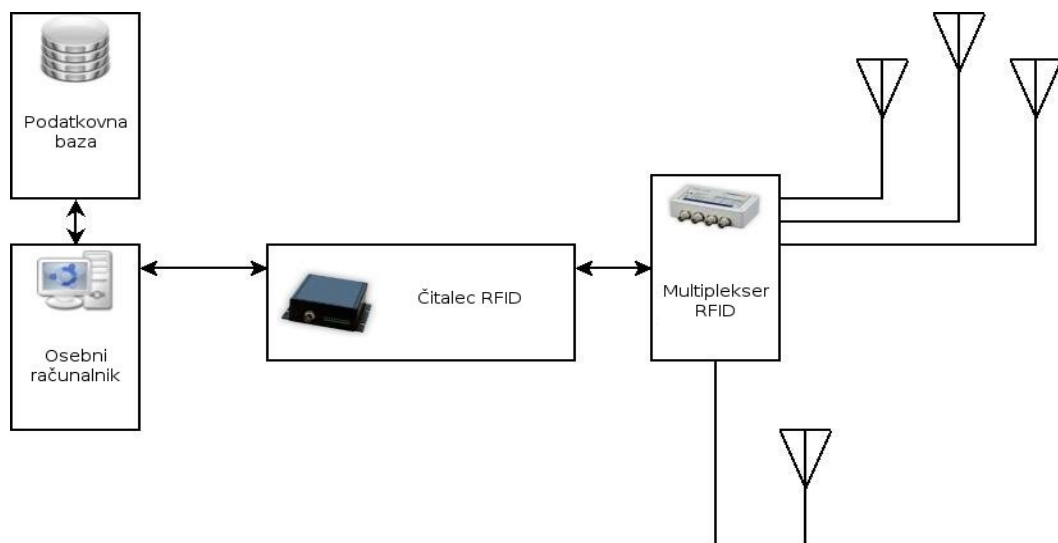 Podatkovna
baza
Osebni
računalnik
Čitalec RFID
Multiplekser
RFID